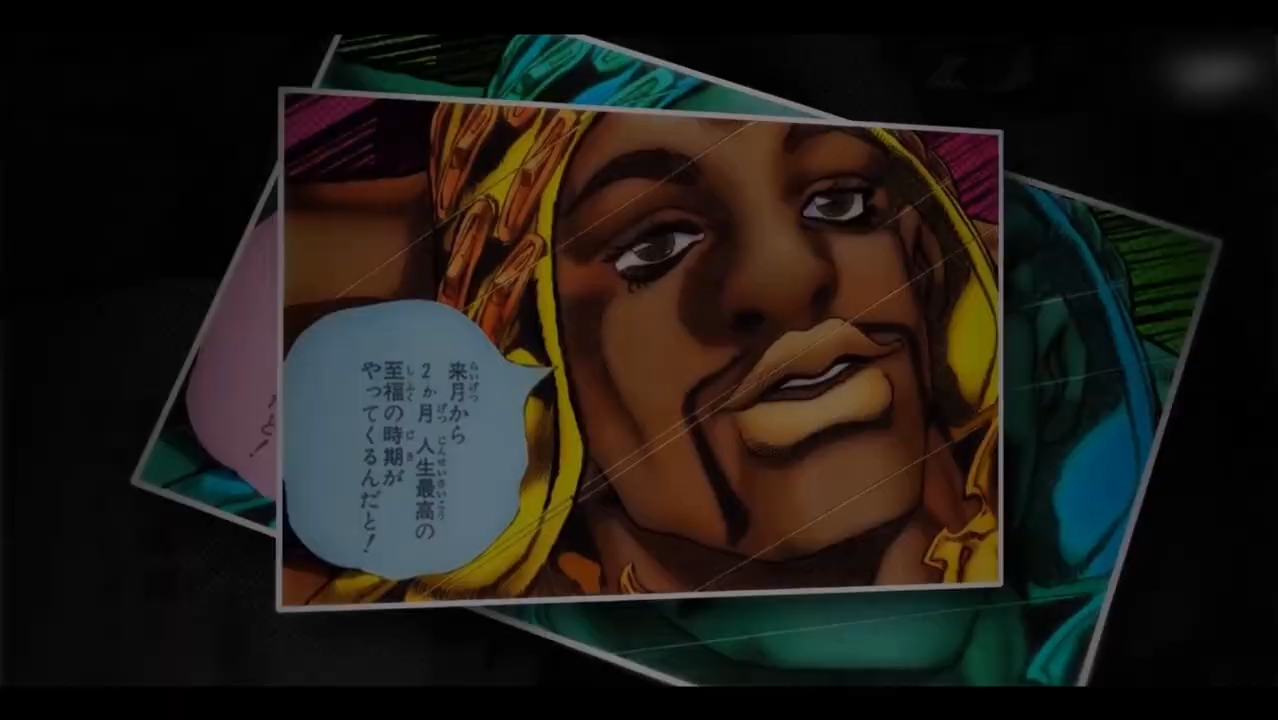 来月から
2か月 人生最高の
至福の時期が
やってくるんだと!